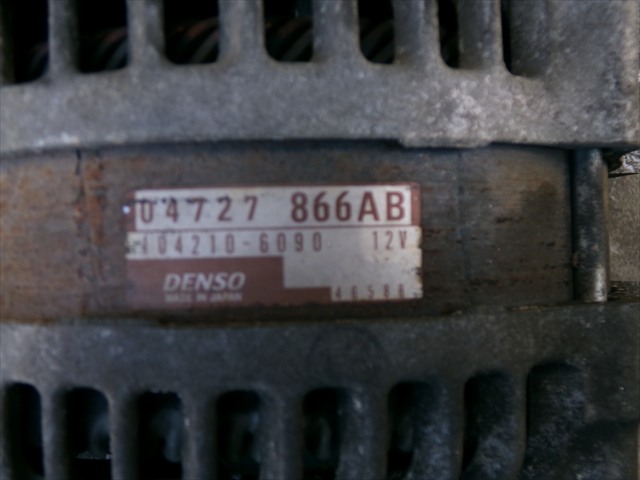 04727 866AB
104210-6090 12V
DENSO
MADE IN JAPAN